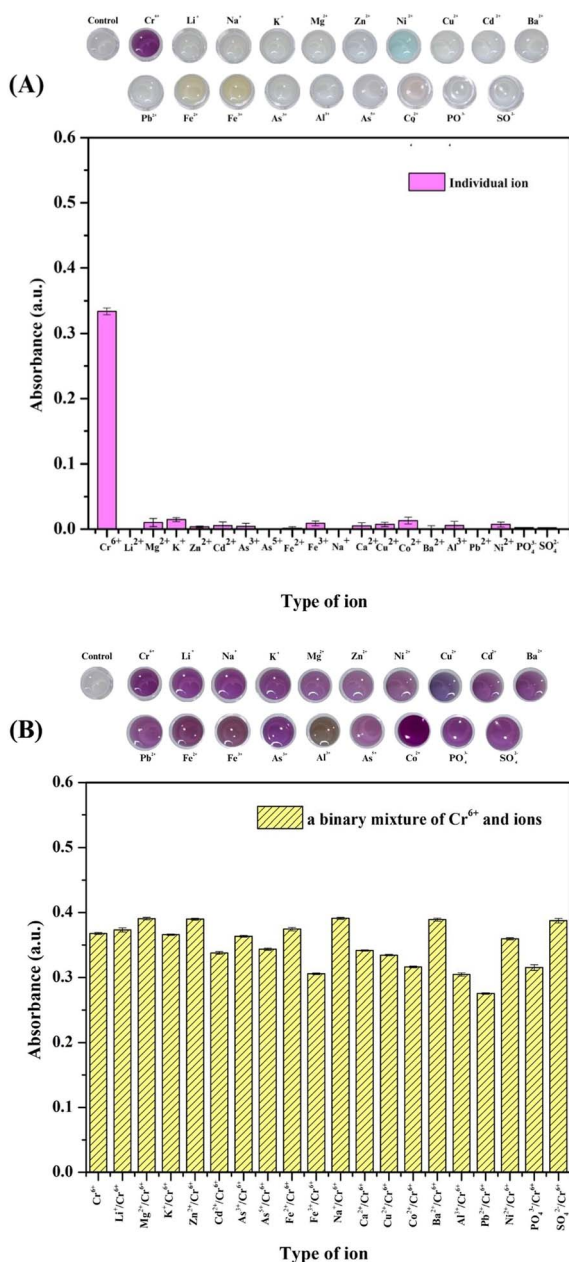 Control Cr⁶⁺ Li⁺ Na⁺ K⁺ Mg²⁺ Zn²⁺ Ni²⁺ Cu²⁺ Cd²⁺ Ba²⁺
(A)
Pb²⁺ Fe²⁺ Fe³⁺ As³⁺ Al³⁺ As⁵⁺ Co²⁺ PO³⁻ SO²⁻
0.6
Individual ion
0.5
0.4
0.3
0.2
0.1
0.0
Absorbance (a.u.)
Cr⁶⁺ Li²⁺ Mg²⁺ K⁺ Zn²⁺ Cd²⁺ As³⁺ As⁵⁺ Fe²⁺ Fe³⁺ Na⁺ Ca²⁺ Cu²⁺ Co²⁺ Ba²⁺ Al³⁺ Pb²⁺ Ni²⁺ PO₄³⁻ SO₄²⁻
Type of ion
Control Cr⁶⁺ Li⁺ Na⁺ K⁺ Mg²⁺ Zn²⁺ Ni²⁺ Cu²⁺ Cd²⁺ Ba²⁺
(B)
Pb²⁺ Fe²⁺ Fe³⁺ As³⁺ Al³⁺ As⁵⁺ Co²⁺ PO₄³⁻ SO₄²⁻
0.6
a binary mixture of Cr⁶⁺ and ions
0.5
0.4
0.3
0.2
0.1
0.0
Absorbance (a.u.)
Cr⁶⁺ Li⁺/Cr⁶⁺ Mg²⁺/Cr⁶⁺ K⁺/Cr⁶⁺ Zn²⁺/Cr⁶⁺ Cd²⁺/Cr⁶⁺ As³⁺/Cr⁶⁺ As⁵⁺/Cr⁶⁺ Fe²⁺/Cr⁶⁺ Fe³⁺/Cr⁶⁺ Na⁺/Cr⁶⁺ Ca²⁺/Cr⁶⁺ Cu²⁺/Cr⁶⁺ Co²⁺/Cr⁶⁺ Ba²⁺/Cr⁶⁺ Al³⁺/Cr⁶⁺ Pb²⁺/Cr⁶⁺ Ni²⁺/Cr⁶⁺ PO₄³⁻/Cr⁶⁺ SO₄²⁻/Cr⁶⁺
Type of ion